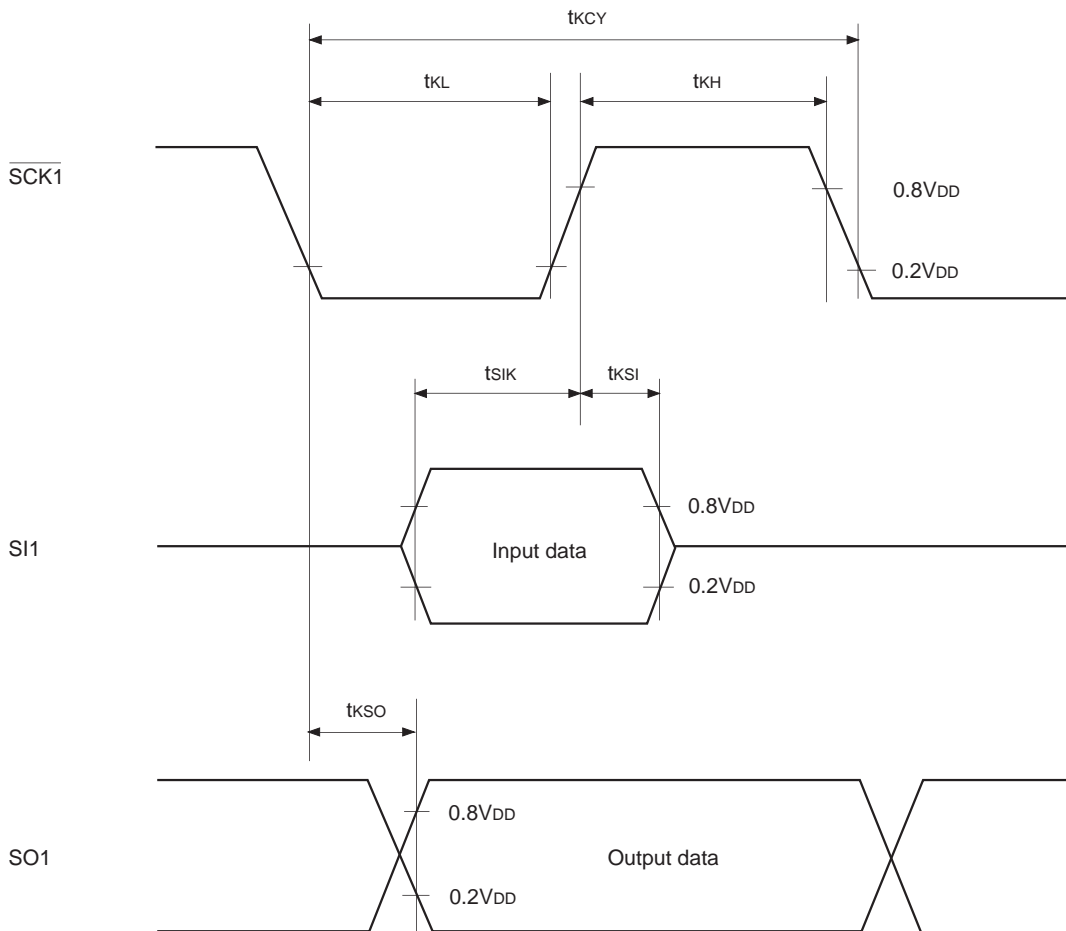 tKCY
tKL
tKH
SCK1
0.8VDD
0.2VDD
tSIK
tKSI
0.8VDD
SI1
Input data
0.2VDD
tKSO
0.8VDD
SO1
Output data
0.2VDD